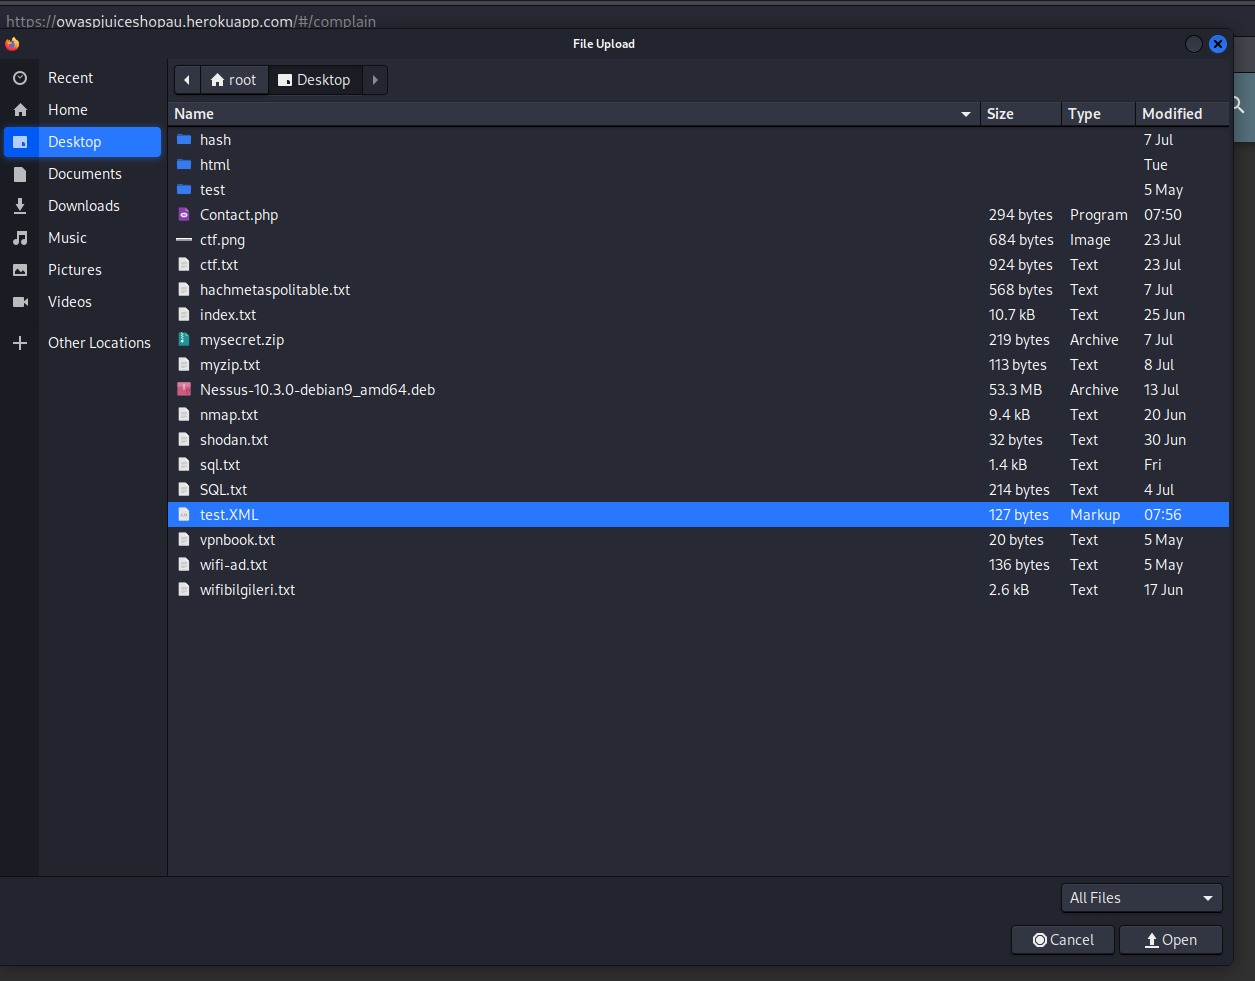 https://owaspjuiceshopau.herokuapp.com/#/complain
File Upload
Recent
Home
Desktop
Documents
Downloads
Music
Pictures
Videos
Other Locations
root Desktop
Name Size Type Modified
hash 7 Jul
html Tue
test 5 May
Contact.php 294 bytes Program 07:50
ctf.png 684 bytes Image 23 Jul
ctf.txt 924 bytes Text 23 Jul
hachmetaspolitable.txt 568 bytes Text 7 Jul
index.txt 10.7 kB Text 25 Jun
mysecret.zip 219 bytes Archive 7 Jul
myzip.txt 113 bytes Text 8 Jul
Nessus-10.3.0-debian9_amd64.deb 53.3 MB Archive 13 Jul
nmap.txt 9.4 kB Text 20 Jun
shodan.txt 32 bytes Text 30 Jun
sql.txt 1.4 kB Text Fri
SQL.txt 214 bytes Text 4 Jul
test.XML 127 bytes Markup 07:56
vpnbook.txt 20 bytes Text 5 May
wifi-ad.txt 136 bytes Text 5 May
wifibilgileri.txt 2.6 kB Text 17 Jun
All Files
Cancel Open